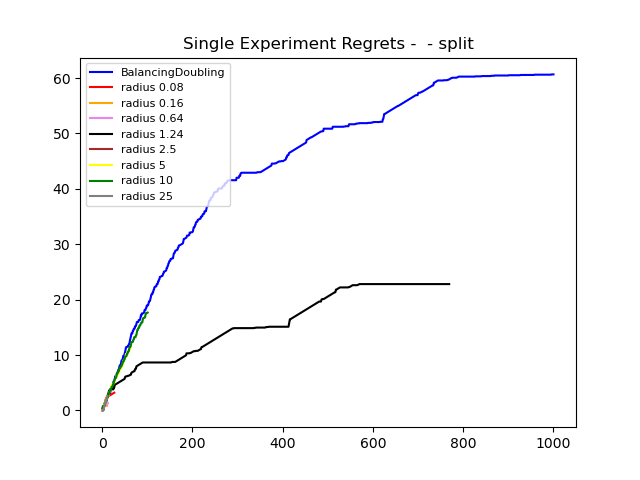 Single Experiment Regrets -  - split
BalancingDoubling
radius 0.08
radius 0.16
radius 0.64
radius 1.24
radius 2.5
radius 5
radius 10
radius 25
60
50
40
30
20
10
0
0 200 400 600 800 1000